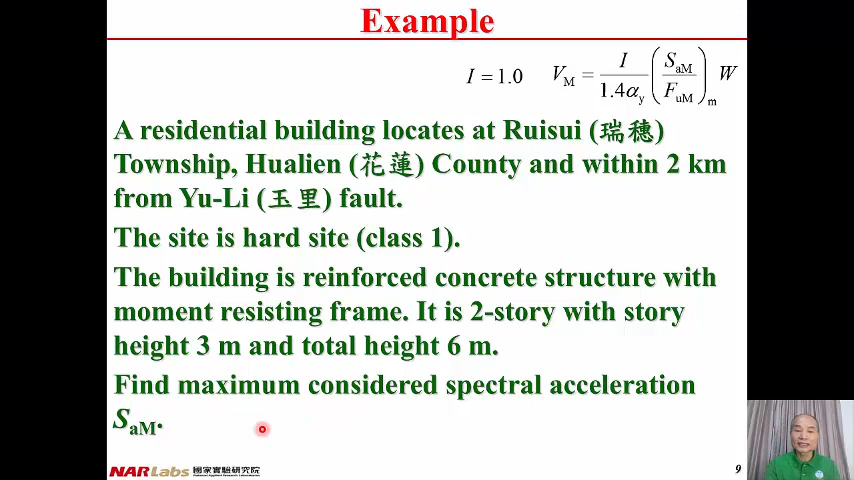 Example
I = 1.0 V_M = I / 1.4α_y (S_aM / F_uM)_m W
A residential building locates at Ruisui (瑞穗)
Township, Hualien (花蓮) County and within 2 km
from Yu-Li (玉里) fault.
The site is hard site (class 1).
The building is reinforced concrete structure with
moment resisting frame. It is 2-story with story
height 3 m and total height 6 m.
Find maximum considered spectral acceleration
S_aM.
NARLabs 國家實驗研究院
9